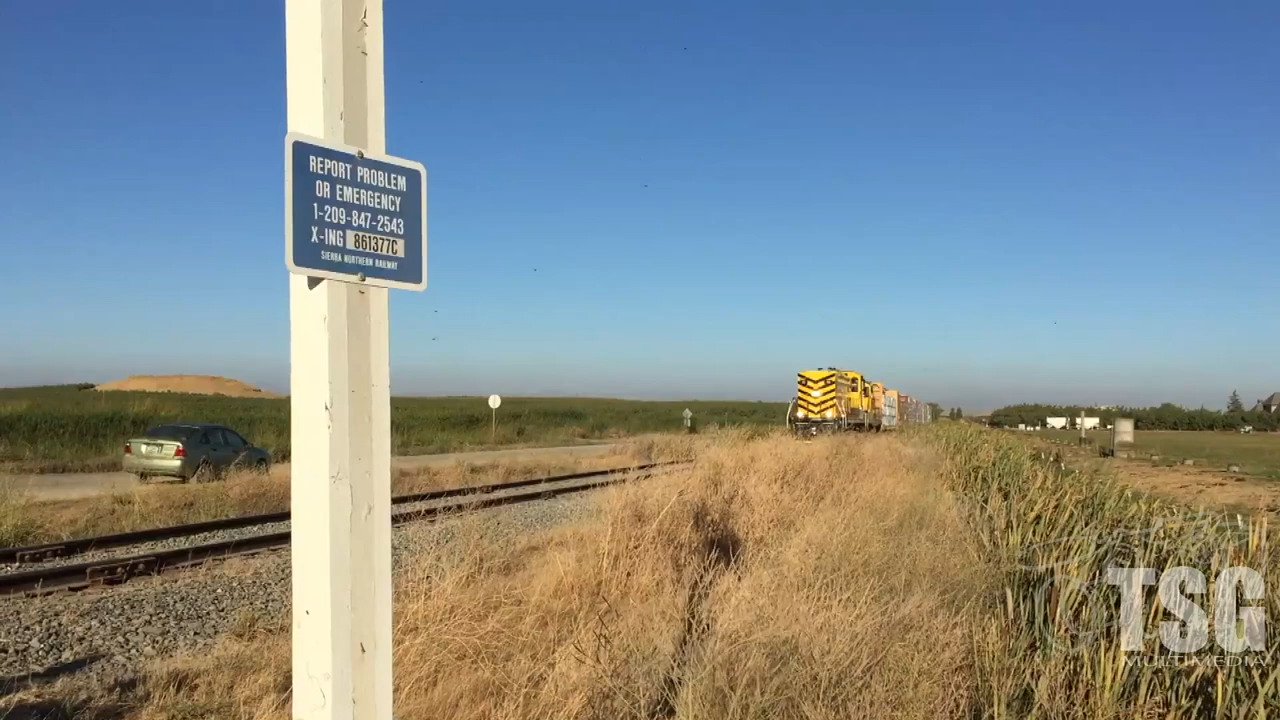 REPORT PROBLEM
OR EMERGENCY
1-209-847-2543
X-ING 861377C
SIERRA NORTHERN RAILWAY
TSG
MULTIMEDIA